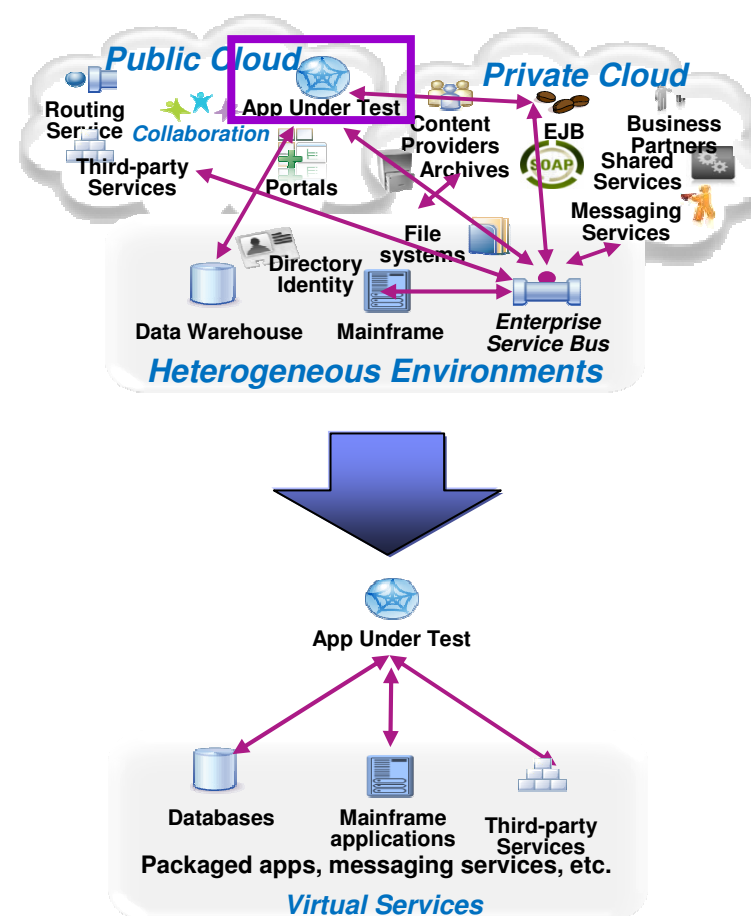 Public Cloud
Private Cloud
Routing
Service
Collaboration
App Under Test
Content
Providers
EJB
Business
Partners
Third-party
Services
Portals
Archives
SOAP
Shared
Services
Messaging
Services
Directory
Identity
File
systems
Data Warehouse
Mainframe
Enterprise
Service Bus
Heterogeneous Environments
App Under Test
Databases
Mainframe
applications
Third-party
Services
Packaged apps, messaging services, etc.
Virtual Services